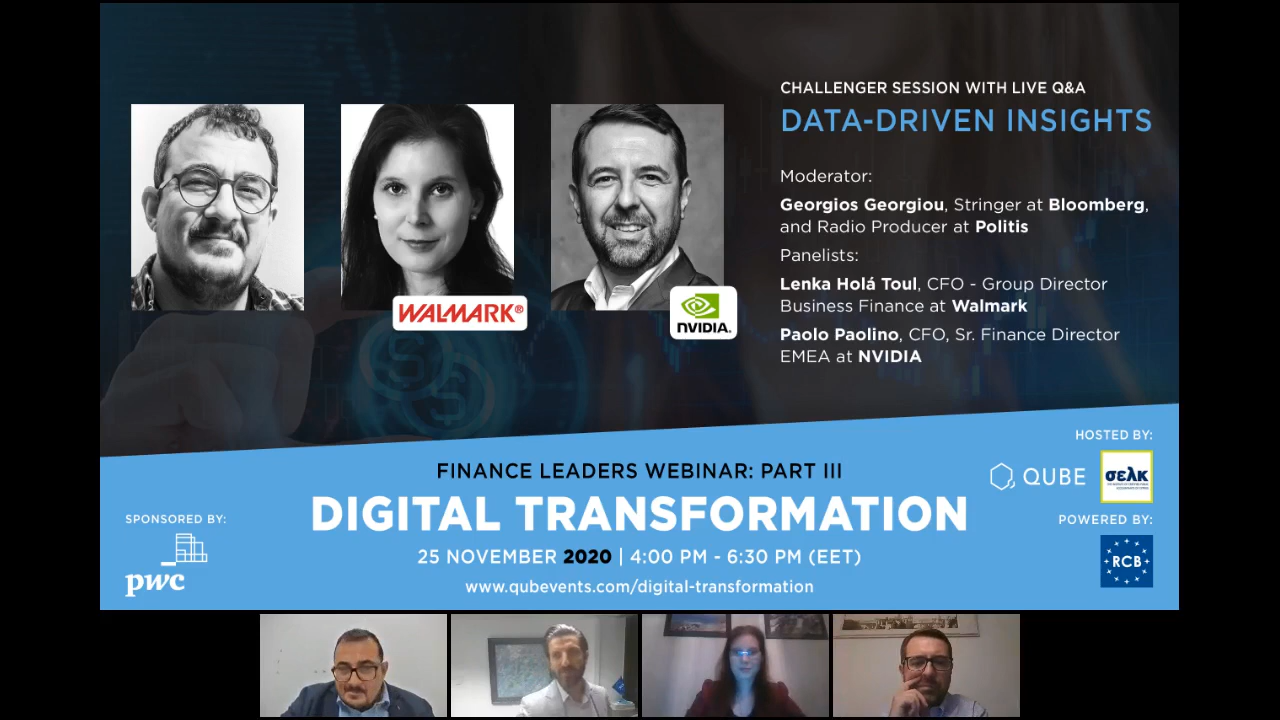 CHALLENGER SESSION WITH LIVE Q&A
DATA-DRIVEN INSIGHTS
Moderator:
Georgios Georgiou, Stringer at Bloomberg,
and Radio Producer at Politis
Panelists:
Lenka Holá Toul, CFO - Group Director
Business Finance at Walmark
Paolo Paolino, CFO, Sr. Finance Director
EMEA at NVIDIA
WALMARK®
NVIDIA.
FINANCE LEADERS WEBINAR: PART III
DIGITAL TRANSFORMATION
25 NOVEMBER 2020 | 4:00 PM - 6:30 PM (EET)
www.qubevents.com/digital-transformation
SPONSORED BY:
pwc
HOSTED BY:
QUBE
σελκ
POWERED BY:
RCB